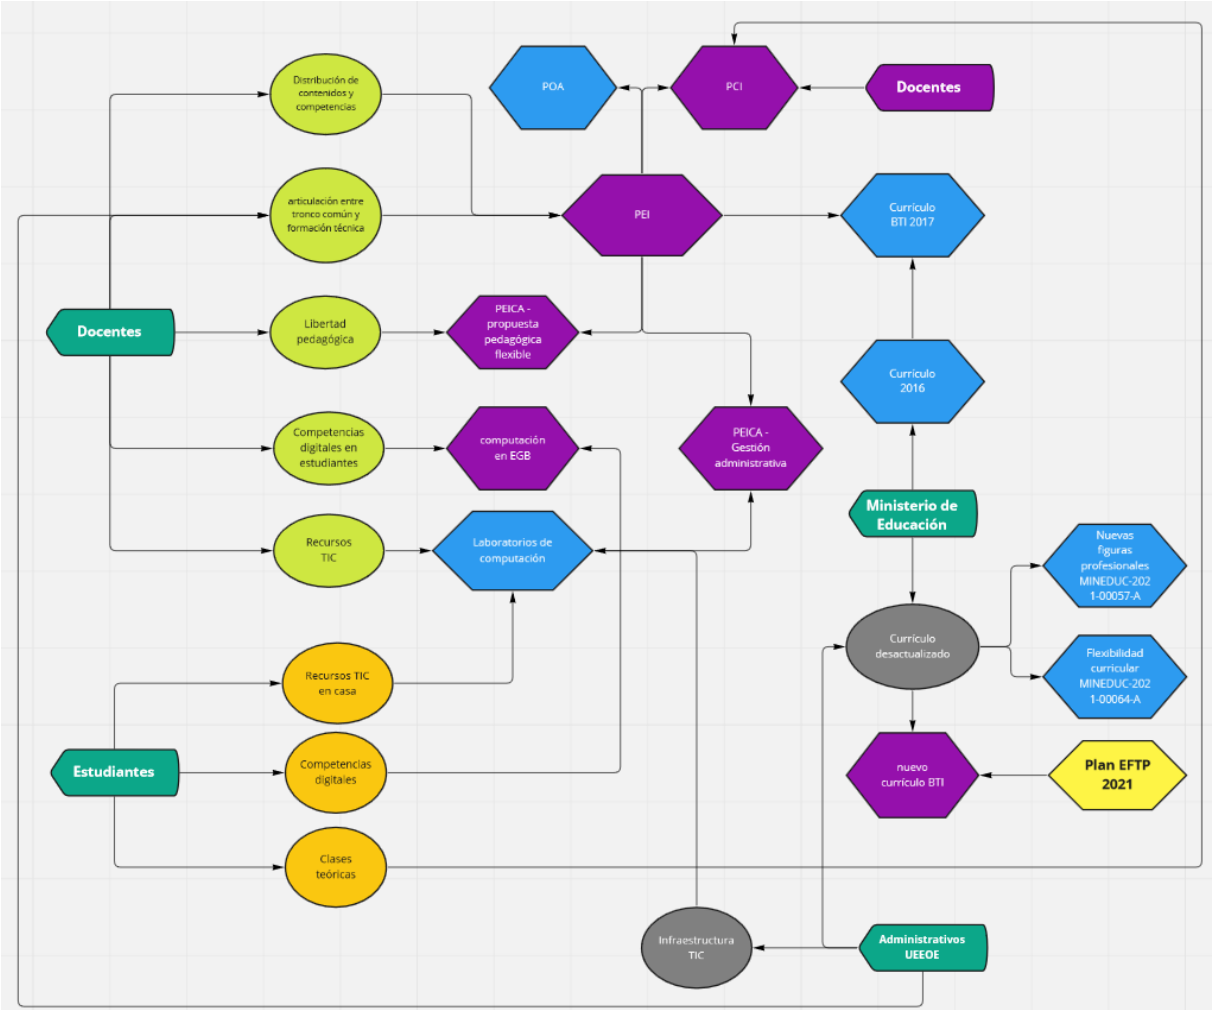 Distribución de
contenidos y
competencias
POA
PCI
Docentes
articulación entre
tronco común y
formación técnica
PEI
Currículo
BTI 2017
Docentes
Libertad
pedagógica
PEICA -
propuesta
pedagógica
flexible
Currículo
2016
Competencias
digitales en
estudiantes
computación
en EGB
PEICA -
Gestión
administrativa
Ministerio de
Educación
Recursos
TIC
Laboratorios de
computación
Nuevas
figuras
profesionales
MINEDUC-202
1-00057-A
Currículo
desactualizado
Flexibilidad
curricular
MINEDUC-202
1-00064-A
Recursos TIC
en casa
Estudiantes
Competencias
digitales
nuevo
currículo BTI
Plan EFTP
2021
Clases
teóricas
Infraestructura
TIC
Administrativos
UEEOE